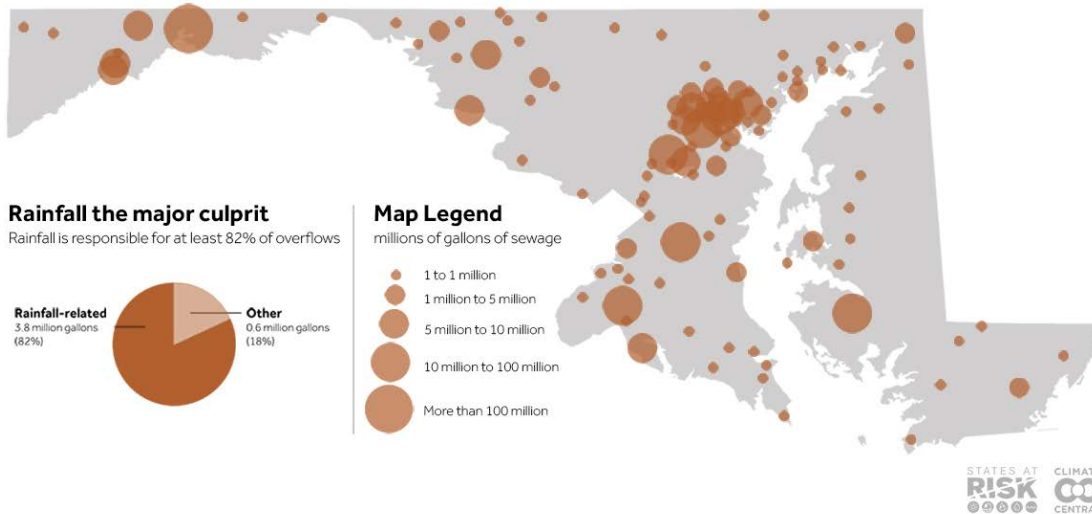 Rainfall the major culprit
Rainfall is responsible for at least 82% of overflows
Rainfall-related
3.8 million gallons
(82%)
Other
0.6 million gallons
(18%)
Map Legend
millions of gallons of sewage
1 to 1 million
1 million to 5 million
5 million to 10 million
10 million to 100 million
More than 100 million
STATES AT
RISK
CLIMAT
CENTRA